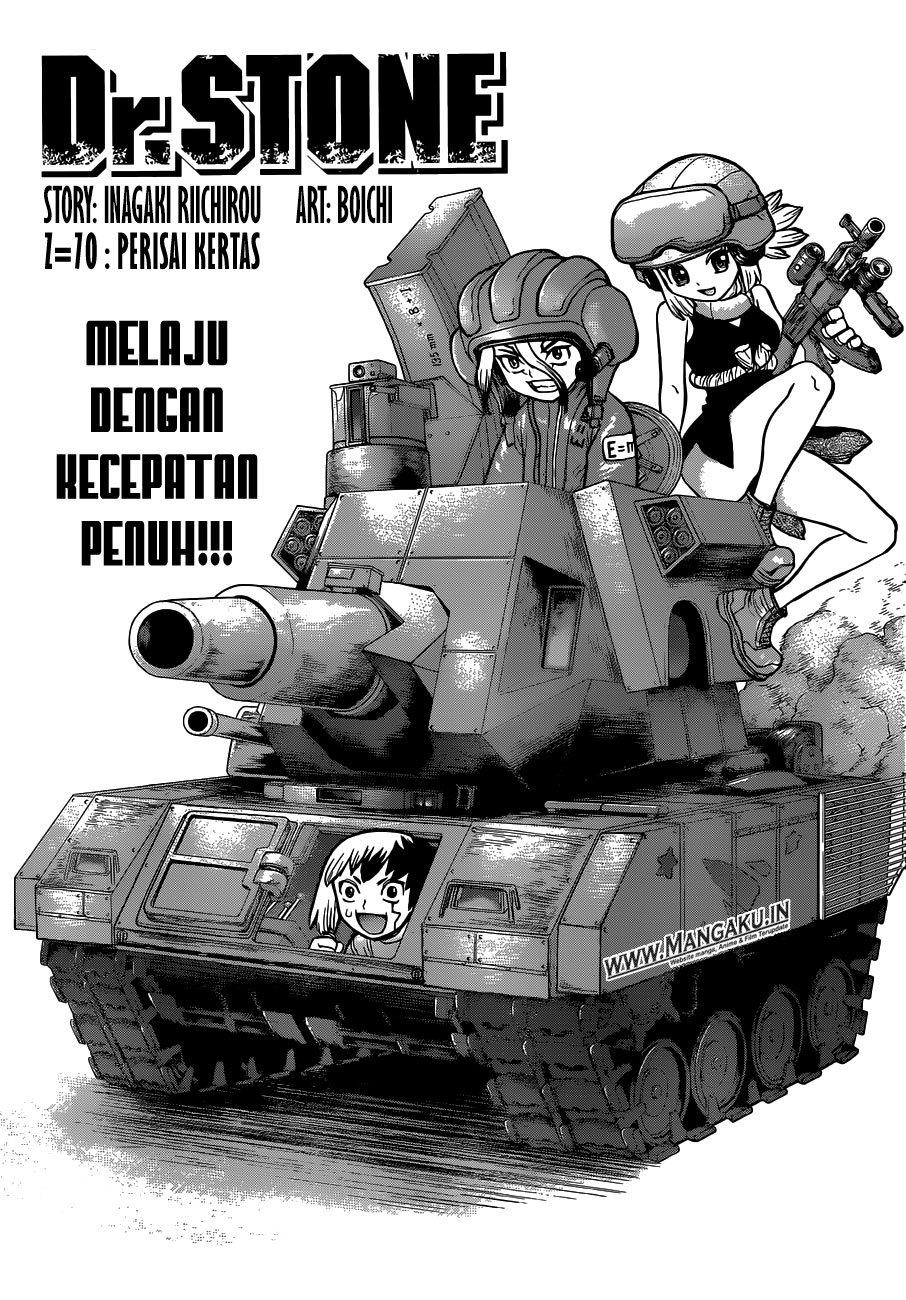 Dr.STONE
STORY: INAGAKI RIICHIROU ART: BOICHI
Z=70 : PERISAI KERTAS
MELAJU
DENGAN
KECEPATAN
PENUH!!!
E=m
www.MANGAKU.IN
Website manga, Anime & Film Terupdate